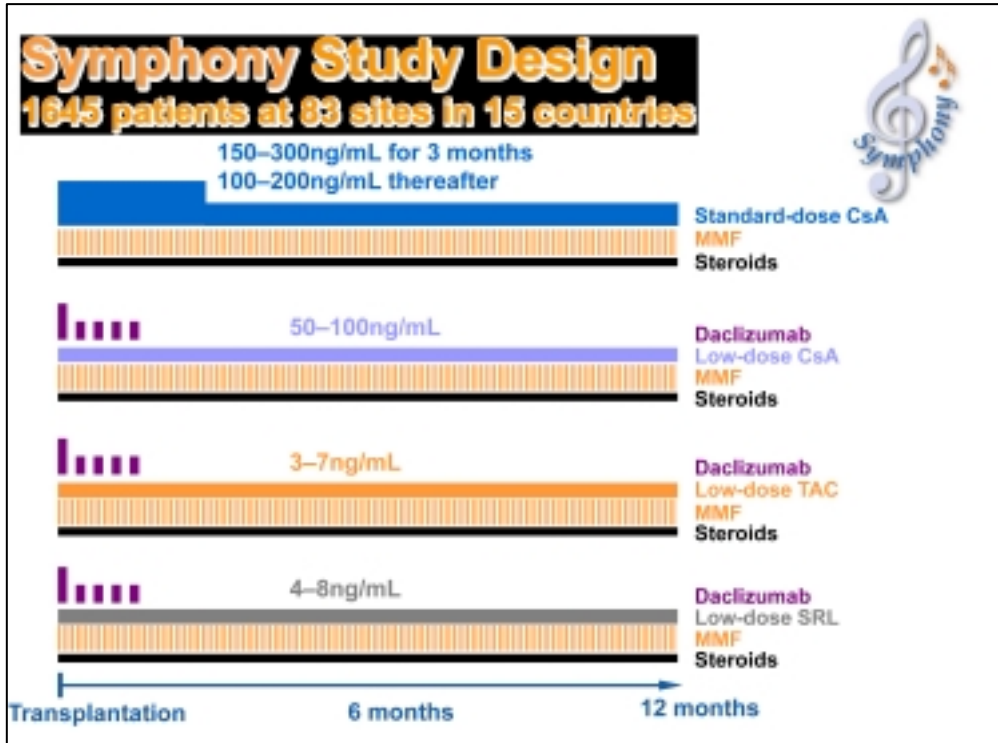 Symphony Study Design
1645 patients at 83 sites in 15 countries
Symphony
150–300ng/mL for 3 months
100–200ng/mL thereafter
Standard-dose CsA
MMF
Steroids
50–100ng/mL
Daclizumab
Low-dose CsA
MMF
Steroids
3–7ng/mL
Daclizumab
Low-dose TAC
MMF
Steroids
4–8ng/mL
Daclizumab
Low-dose SRL
MMF
Steroids
Transplantation
6 months
12 months